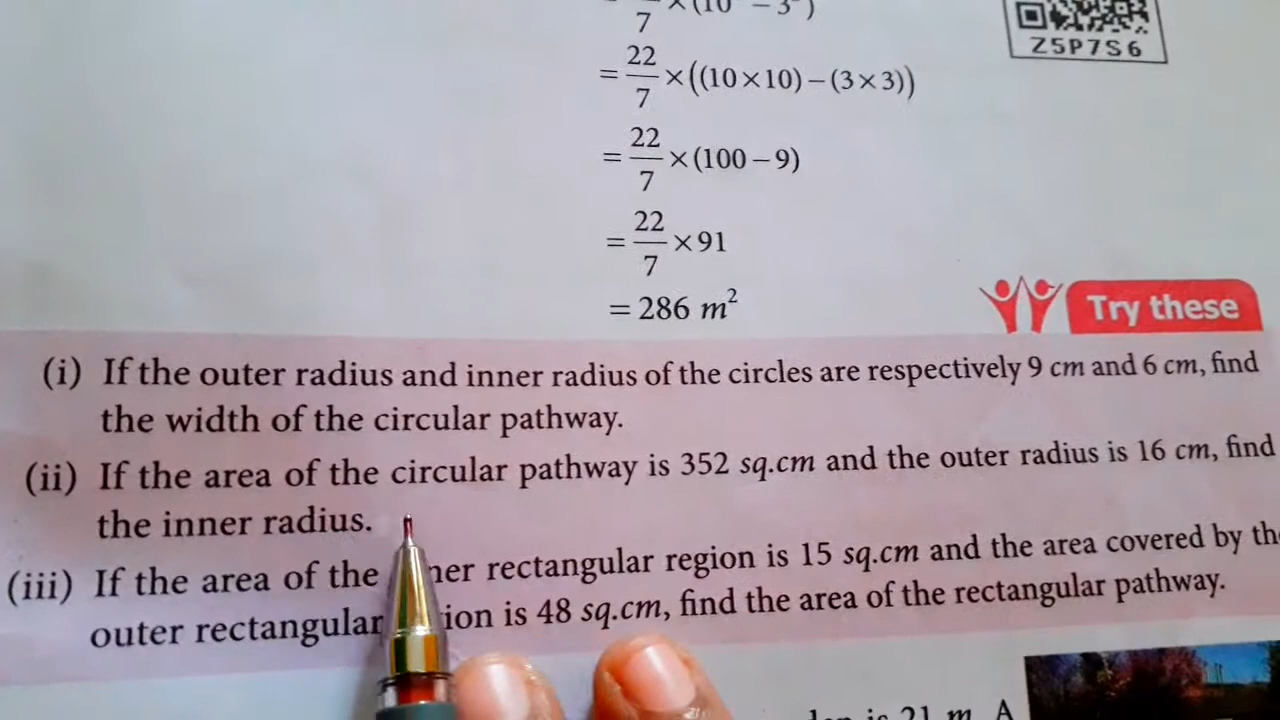 7 ×(10 − 3 )
= 22/7 ×((10×10)−(3×3))
Z5P7S6
= 22/7 ×(100−9)
= 22/7 ×91
= 286 m²
Try these
(i) If the outer radius and inner radius of the circles are respectively 9 cm and 6 cm, find
the width of the circular pathway.
(ii) If the area of the circular pathway is 352 sq.cm and the outer radius is 16 cm, find
the inner radius.
(iii) If the area of the rectangular region is 15 sq.cm and the area covered by
outer rectangular is 48 sq.cm, find the area of the rectangular pathway.
is 21 m. A